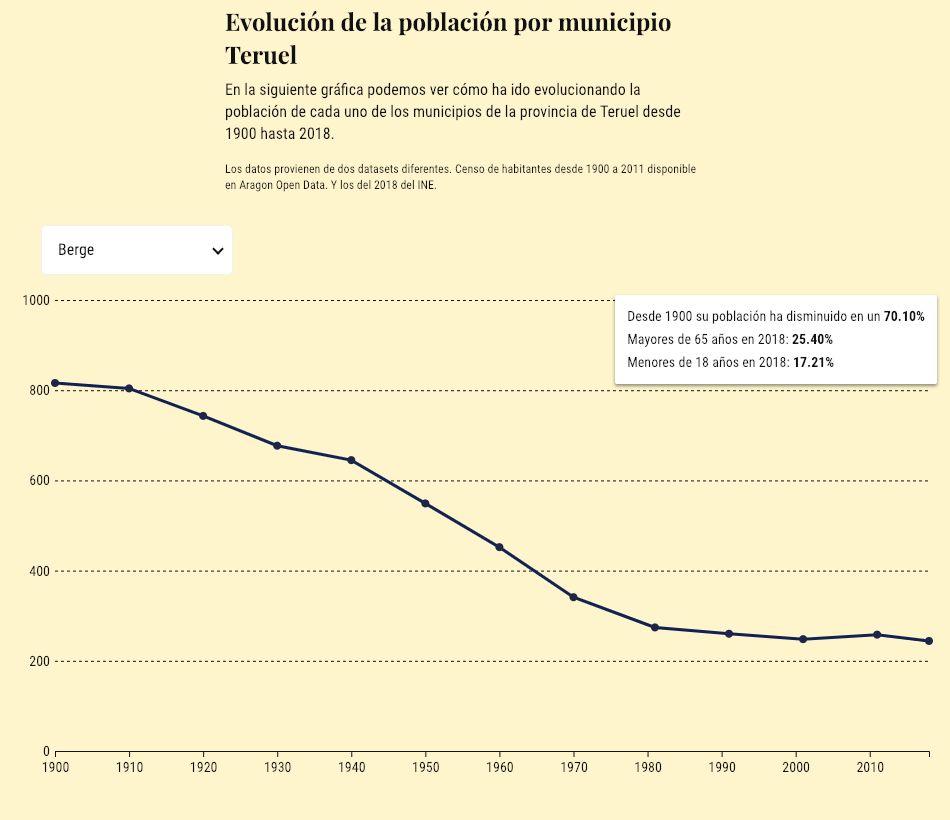 Evolución de la población por municipio
Teruel
En la siguiente gráfica podemos ver cómo ha ido evolucionando la
población de cada uno de los municipios de la provincia de Teruel desde
1900 hasta 2018.
Los datos provienen de dos datasets diferentes. Censo de habitantes desde 1900 a 2011 disponible
en Aragon Open Data. Y los del 2018 del INE.
Berge
Desde 1900 su población ha disminuido en un 70.10%
Mayores de 65 años en 2018: 25.40%
Menores de 18 años en 2018: 17.21%
1000
800
600
400
200
0
1900 1910 1920 1930 1940 1950 1960 1970 1980 1990 2000 2010